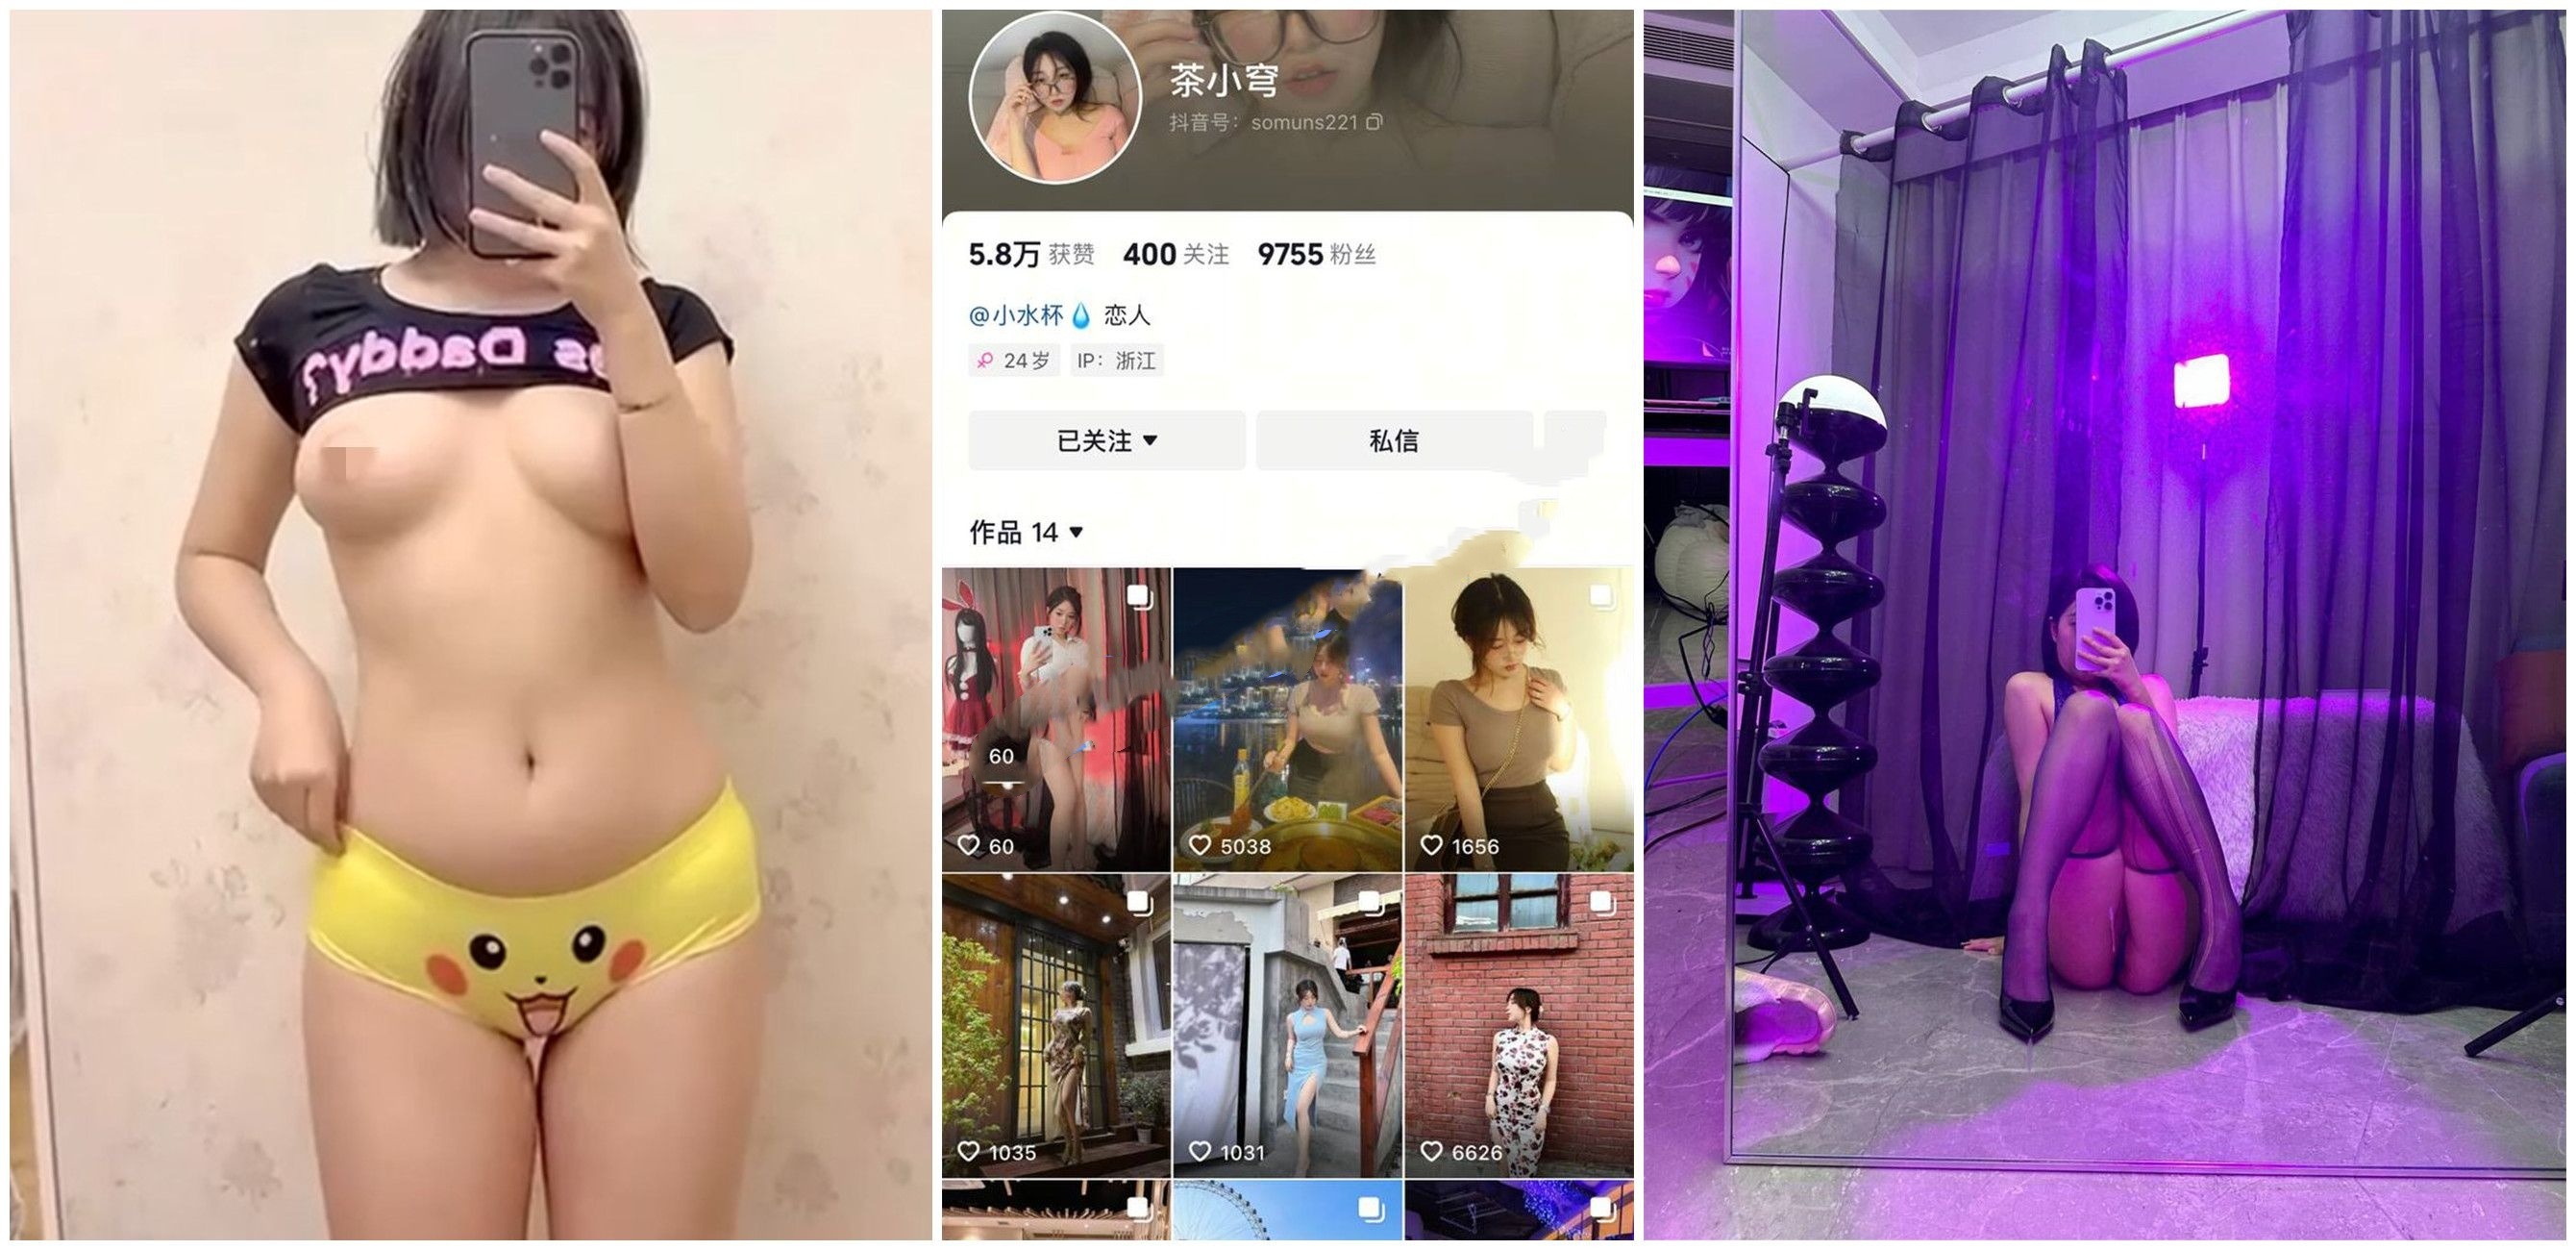 Daddy?
茶小穹
抖音号：somuns221
5.8万 获赞 400 关注 9755 粉丝
@小水杯💧 恋人
24岁 IP：浙江
已关注 私信
作品 14
60
60 5038 1656
1035 1031 6626